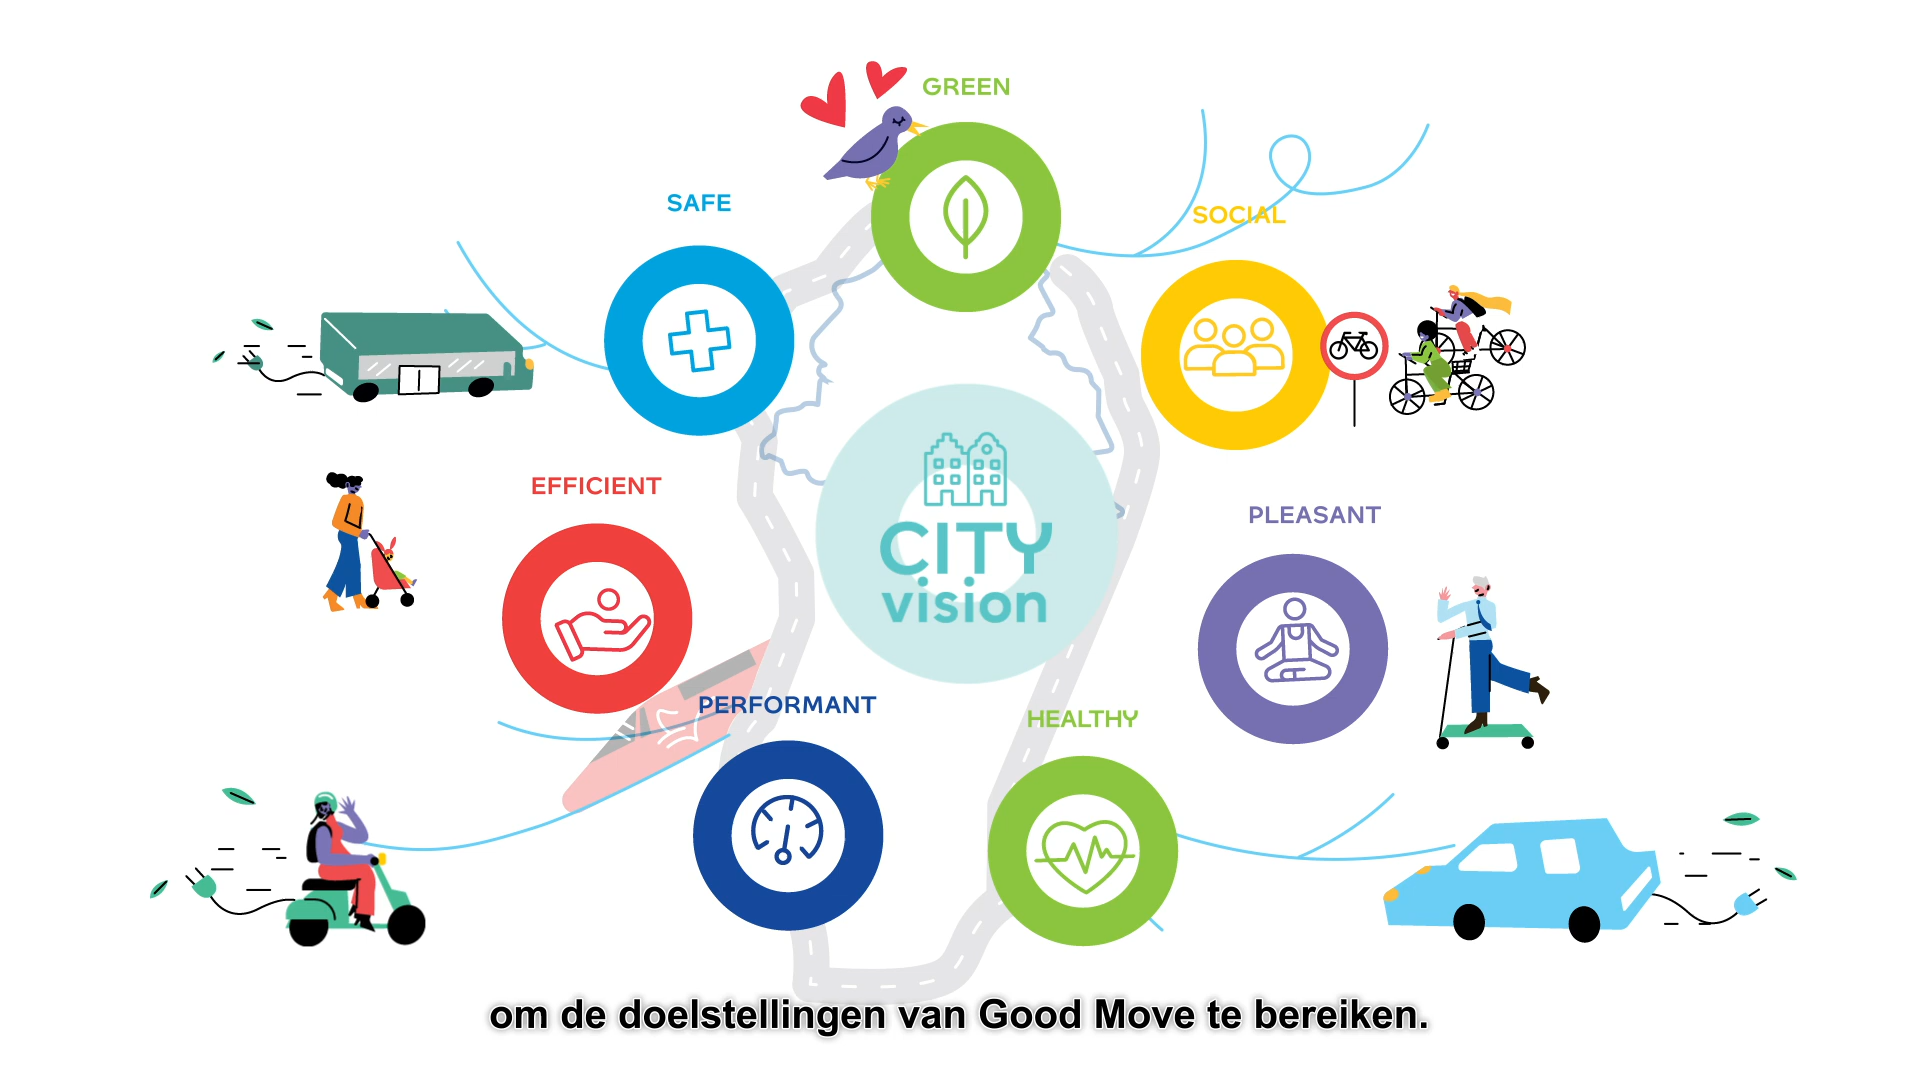 GREEN
SAFE
SOCIAL
EFFICIENT
PLEASANT
CITY
vision
PERFORMANT
HEALTHY
om de doelstellingen van Good Move te bereiken.